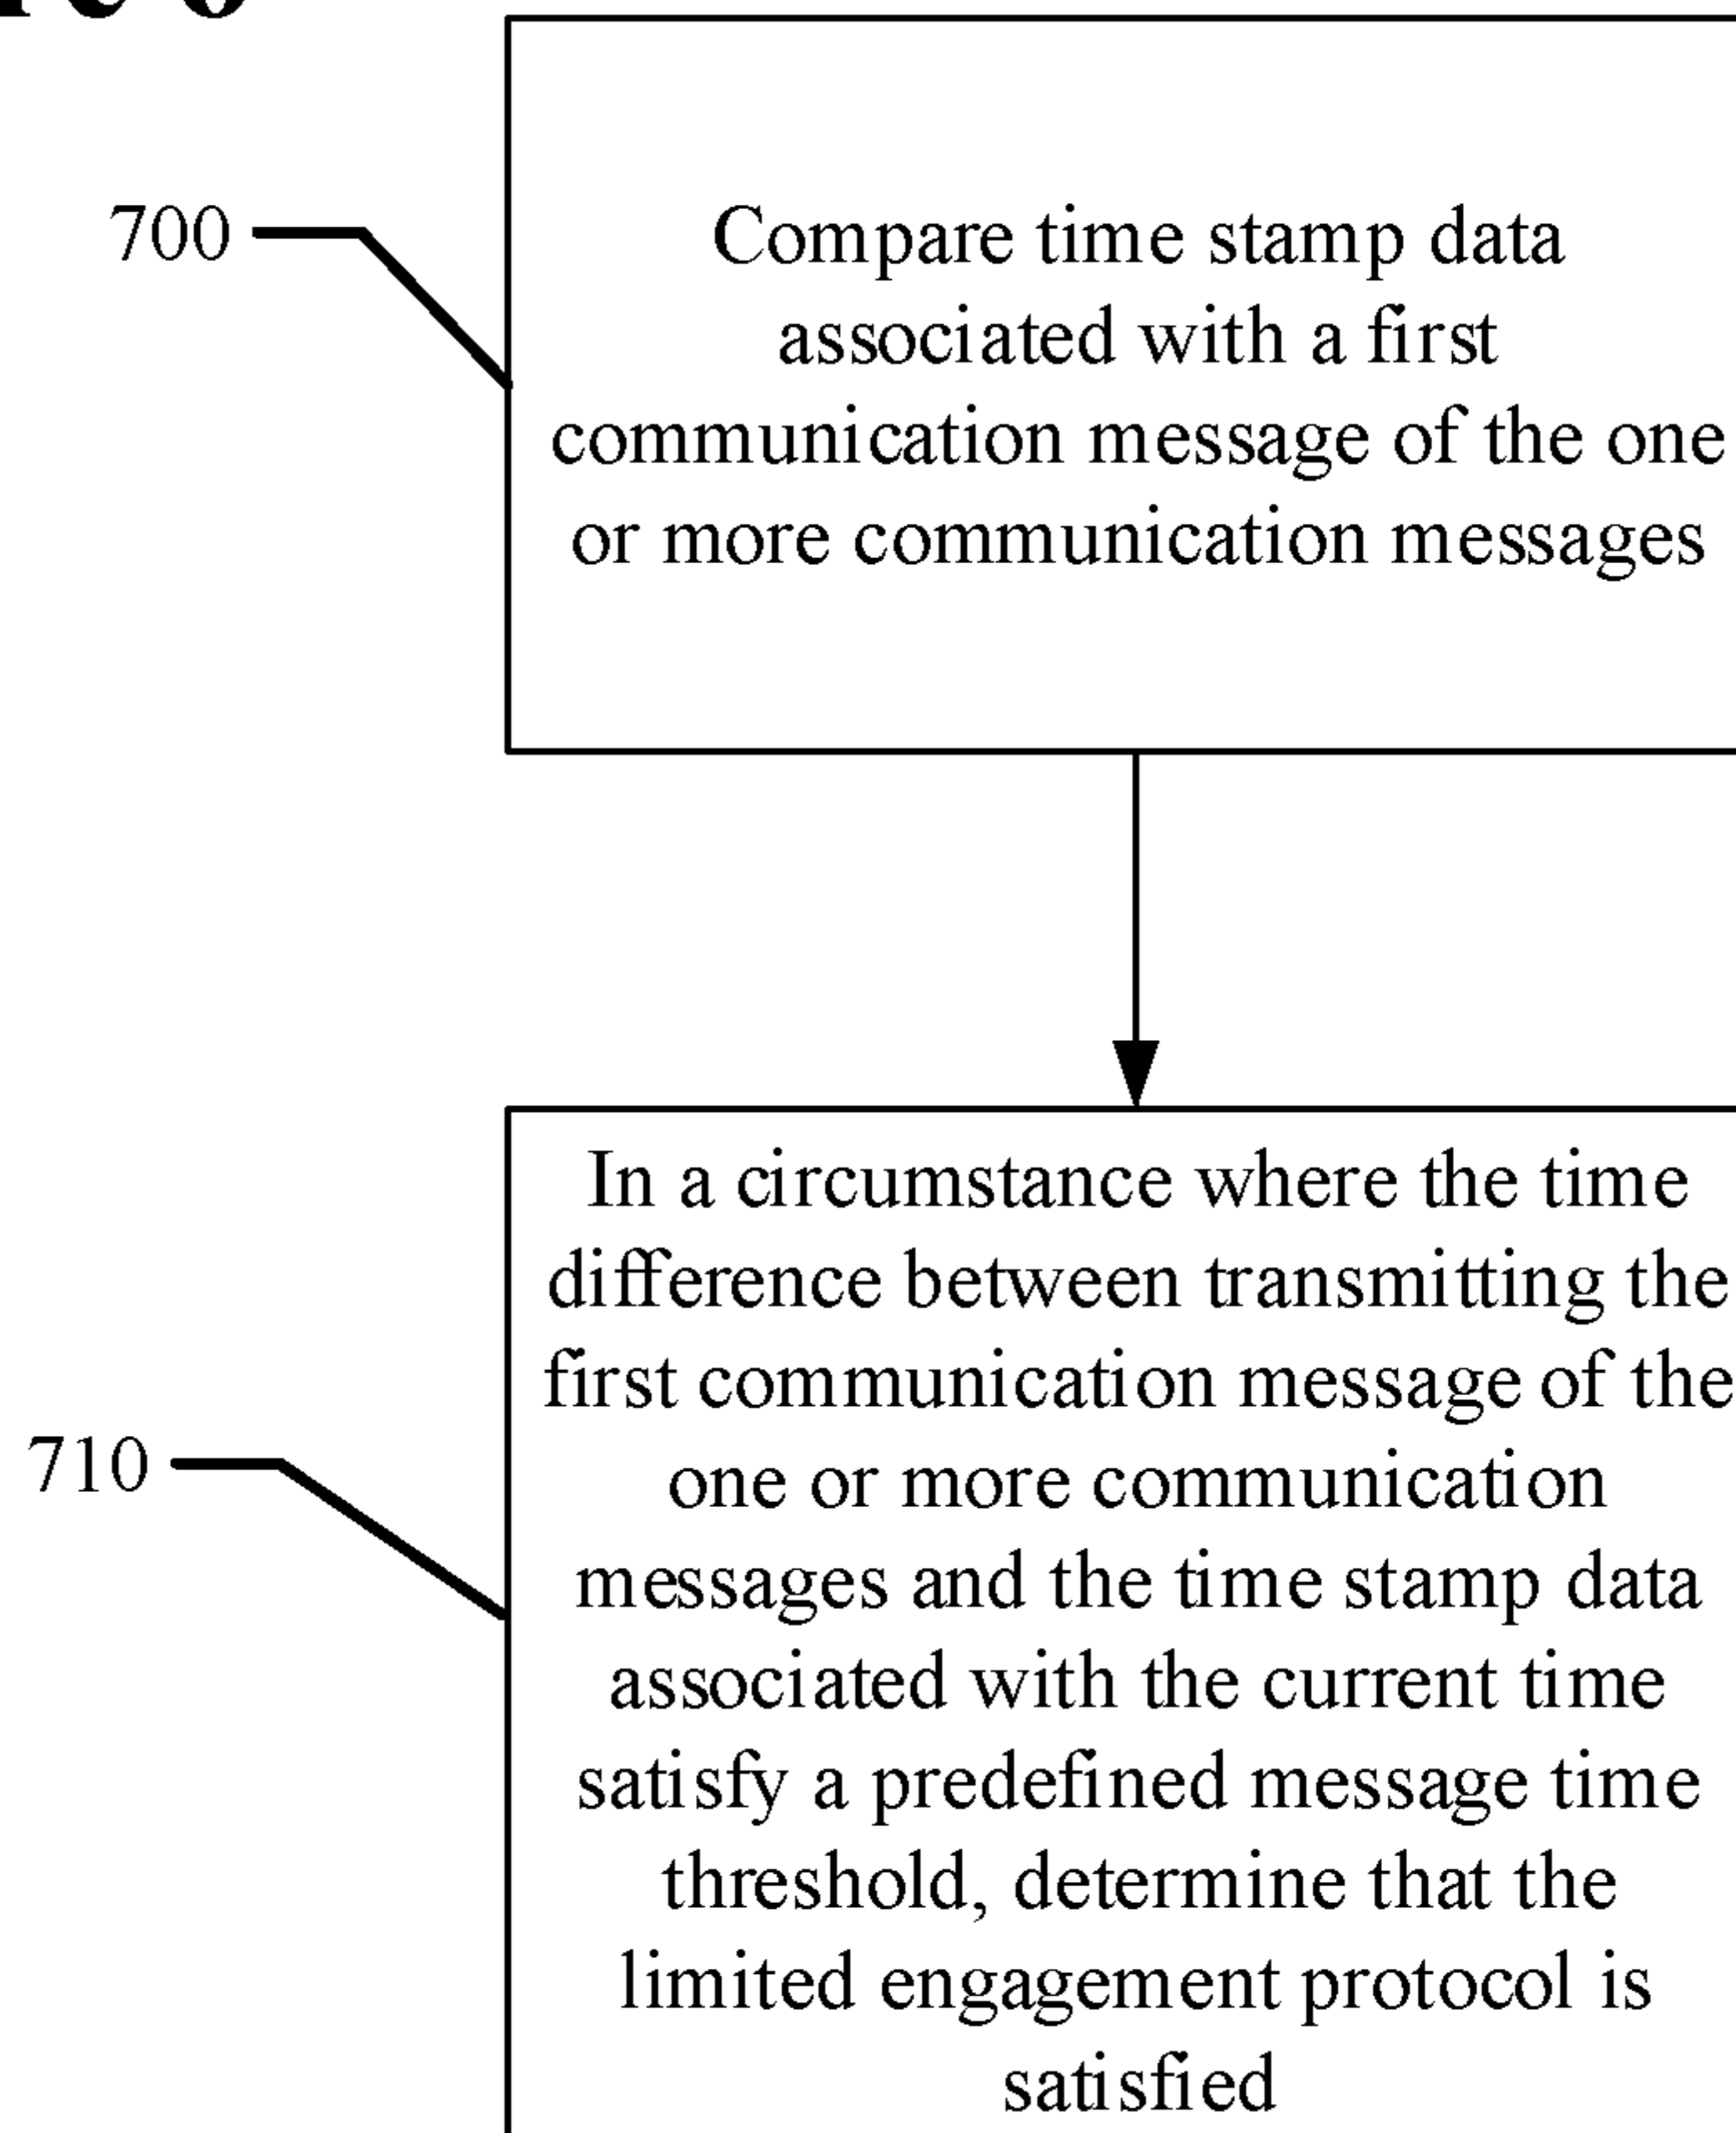 700
Compare time stamp data
associated with a first
communication message of the one
or more communication messages
710
In a circumstance where the time
difference between transmitting the
first communication message of the
one or more communication
messages and the time stamp data
associated with the current time
satisfy a predefined message time
threshold, determine that the
limited engagement protocol is
satisfied